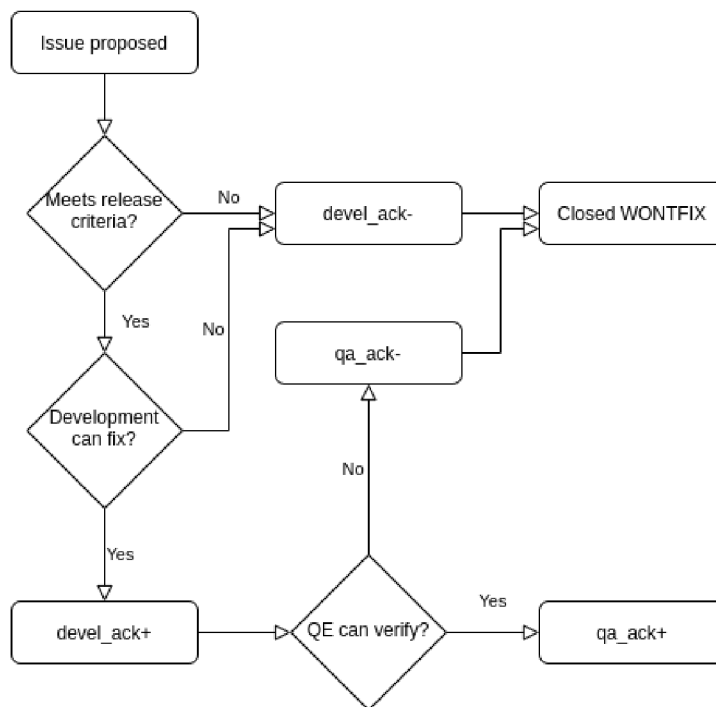 Issue proposed
Meets release
criteria?
No
devel_ack-
Closed WONTFIX
Yes
No
qa_ack-
Development
can fix?
No
Yes
Yes
devel_ack+
QE can verify?
qa_ack+